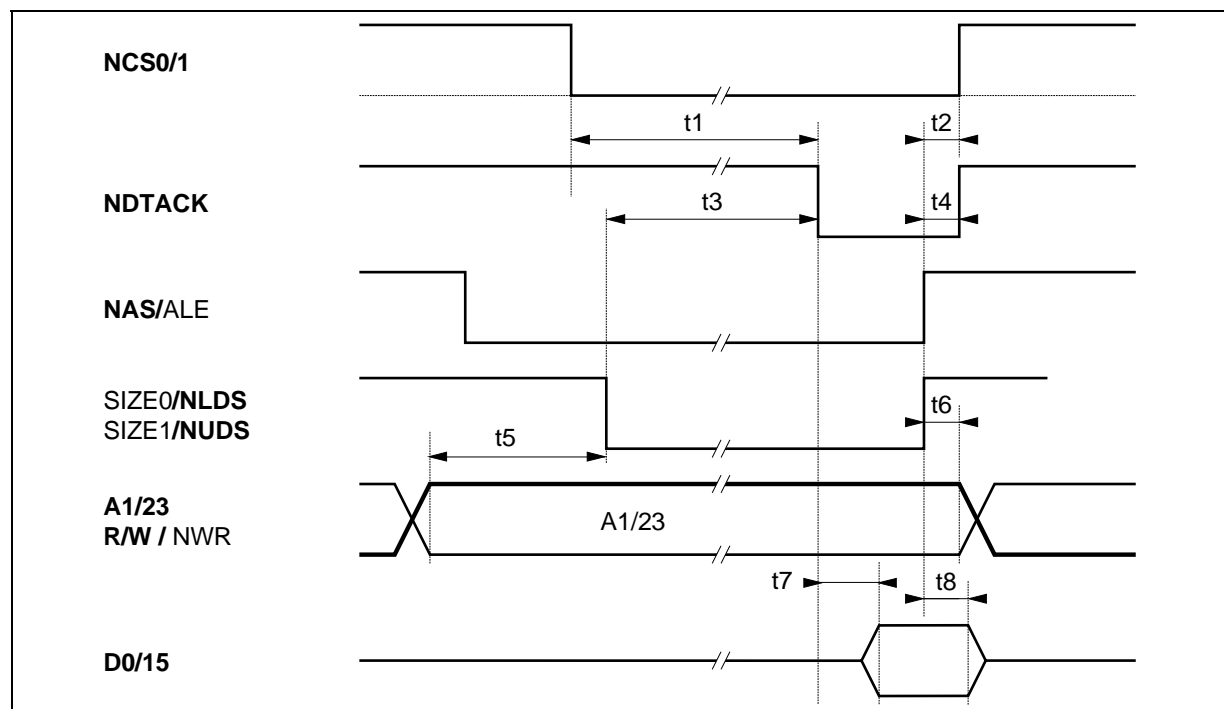 NCS0/1
t1
t2
NDTACK
t3
t4
NAS/ALE
SIZE0/NLDS
SIZE1/NUDS
t5
t6
A1/23
R/W / NWR
A1/23
t7
t8
D0/15